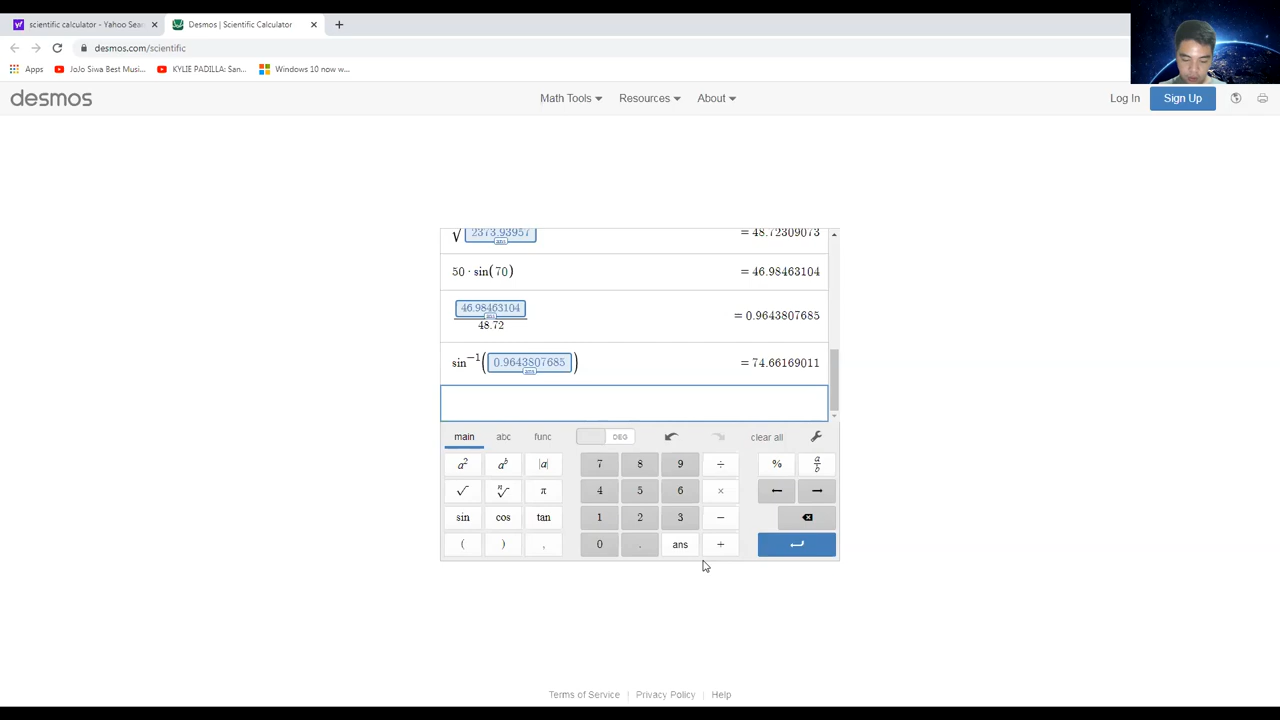 scientific calculator - Yahoo Sea
Desmos | Scientific Calculator
desmos.com/scientific
Apps
JoJo Siwa Best Musi...
KYLIE PADILLA: San...
Windows 10 now w...
desmos
Math Tools
Resources
About
Log In
Sign Up
√ 2373.93957 ans = 48.72309073
50 · sin(70) = 46.98463104
46.98463104 ans
48.72
= 0.9643807685
sin⁻¹(0.9643807685) ans = 74.66169011
main abc func DEG clear all
a² aᵇ |a| 7 8 9 ÷ % a/b
√ ⁿ√ π 4 5 6 × ← →
sin cos tan 1 2 3 −
( ) , 0 . ans +
Terms of Service | Privacy Policy | Help